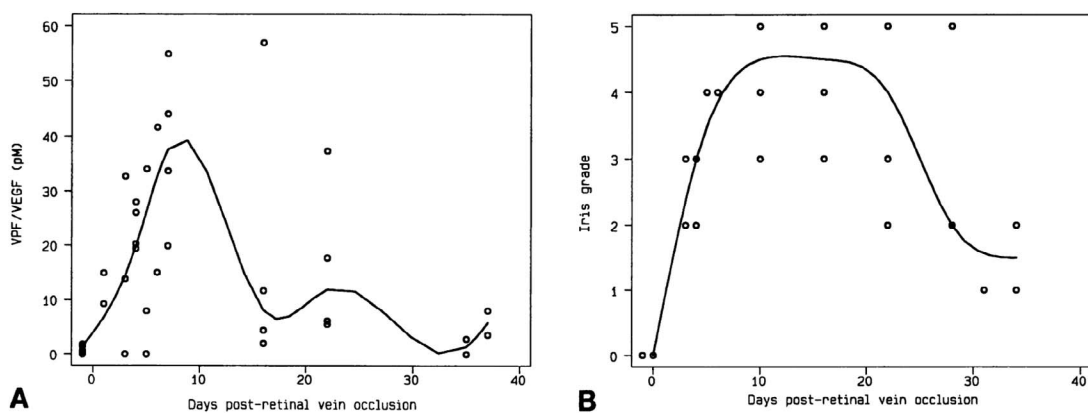 60
50
40
30
20
10
0
VPF/VEGF (pM)
0 10 20 30 40
Days post-retinal vein occlusion
A
5
4
3
2
1
0
Iris grade
0 10 20 30 40
Days post-retinal vein occlusion
B